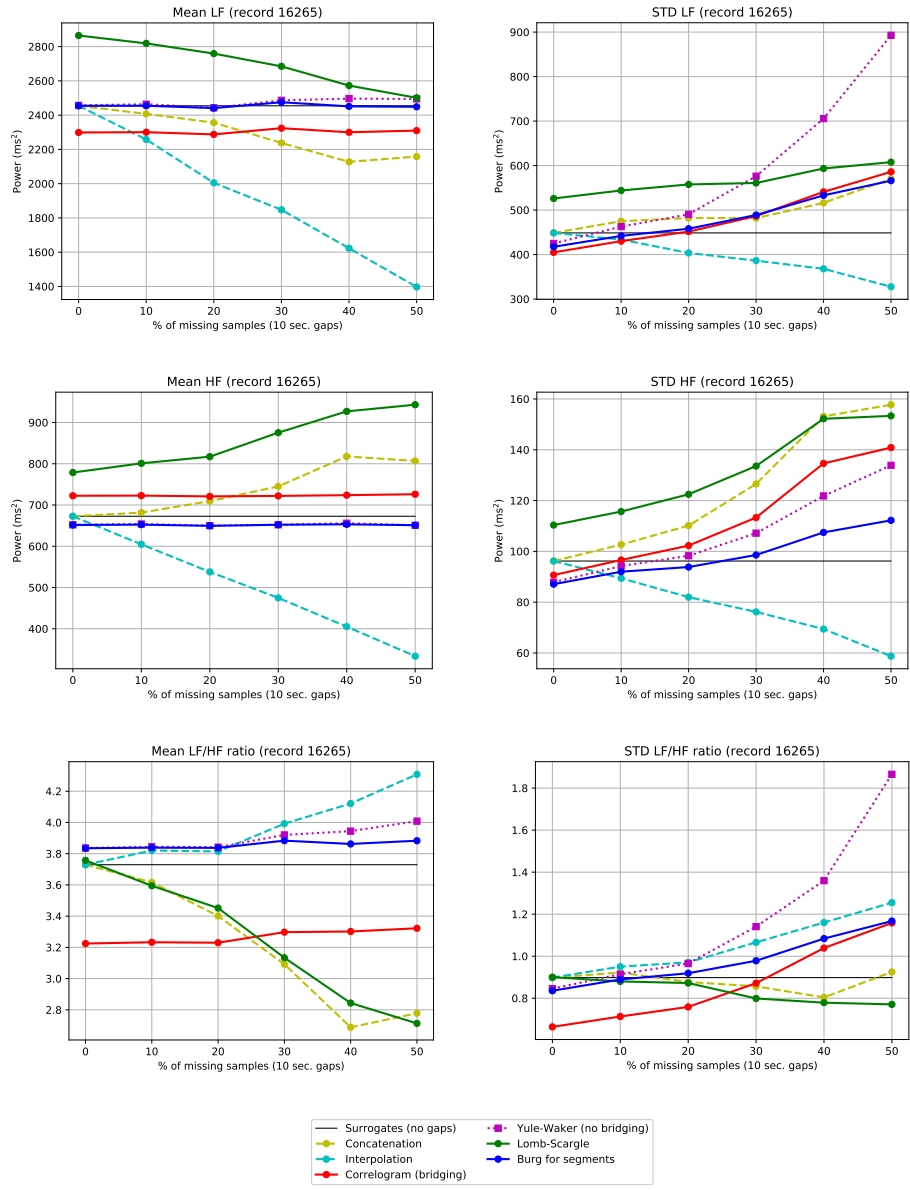 Mean LF (record 16265)
2800
2600
2400
2200
2000
1800
1600
1400
Power (ms²)
0 10 20 30 40 50
% of missing samples (10 sec. gaps)
STD LF (record 16265)
900
800
700
600
500
400
300
Power (ms²)
0 10 20 30 40 50
% of missing samples (10 sec. gaps)
Mean HF (record 16265)
900
800
700
600
500
400
Power (ms²)
0 10 20 30 40 50
% of missing samples (10 sec. gaps)
STD HF (record 16265)
160
140
120
100
80
60
Power (ms²)
0 10 20 30 40 50
% of missing samples (10 sec. gaps)
Mean LF/HF ratio (record 16265)
4.2
4.0
3.8
3.6
3.4
3.2
3.0
2.8
0 10 20 30 40 50
% of missing samples (10 sec. gaps)
STD LF/HF ratio (record 16265)
1.8
1.6
1.4
1.2
1.0
0.8
0 10 20 30 40 50
% of missing samples (10 sec. gaps)
Surrogates (no gaps)
Concatenation
Interpolation
Correlogram (bridging)
Yule-Waker (no bridging)
Lomb-Scargle
Burg for segments